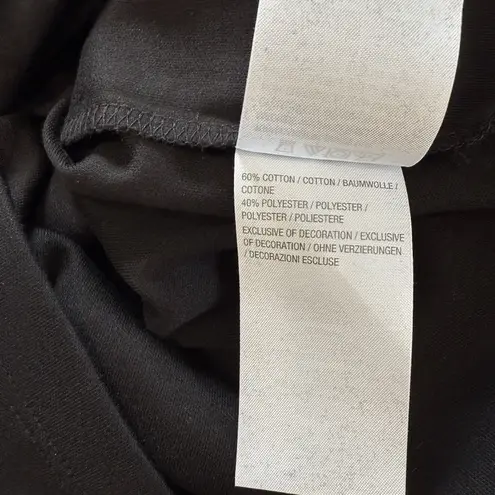 60% COTTON / COTTON / BAUMWOLLE /
COTONE
40% POLYESTER / POLYESTER /
POLYESTER / POLIESTERE
EXCLUSIVE OF DECORATION / EXCLUSIVE
OF DECORATION / OHNE VERZIERUNGEN
/ DECORAZIONI ESCLUSE